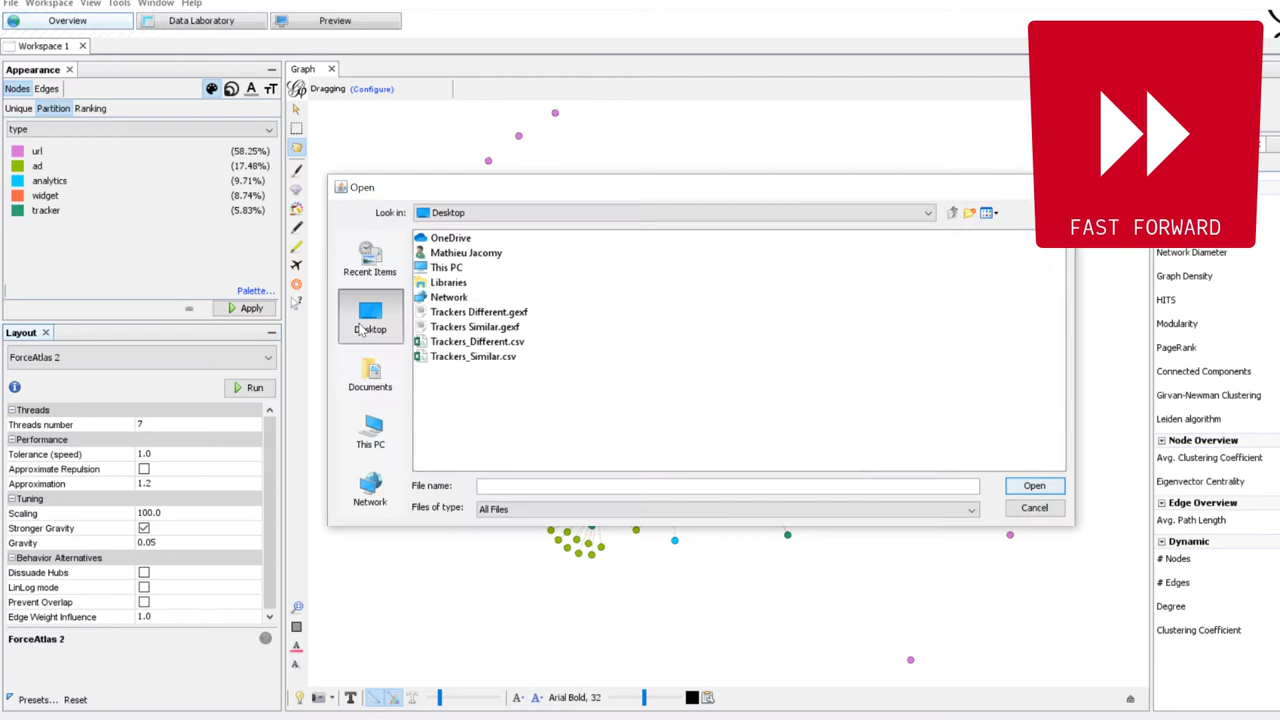 File Workspace View Tools Window Help
Overview Data Laboratory Preview
Workspace 1
Appearance
Nodes Edges
Unique Partition Ranking
type
url (58.25%)
ad (17.48%)
analytics (9.71%)
widget (8.74%)
tracker (5.83%)
Palette...
Apply
Layout
ForceAtlas 2
Run
Threads
Threads number 7
Performance
Tolerance (speed) 1.0
Approximate Repulsion
Approximation 1.2
Tuning
Scaling 100.0
Stronger Gravity
Gravity 0.05
Behavior Alternatives
Dissuade Hubs
LinLog mode
Prevent Overlap
Edge Weight Influence 1.0
ForceAtlas 2
Presets... Reset
Graph
Dragging (Configure)
Open
Look in: Desktop
Recent Items
Desktop
Documents
This PC
Network
OneDrive
Mathieu Jacomy
This PC
Libraries
Network
Trackers Different.gexf
Trackers Similar.gexf
Trackers_Different.csv
Trackers_Similar.csv
File name: Open
Files of type: All Files Cancel
Arial Bold, 32
FAST FORWARD
Network Diameter
Graph Density
HITS
Modularity
PageRank
Connected Components
Girvan-Newman Clustering
Leiden algorithm
Node Overview
Avg. Clustering Coefficient
Eigenvector Centrality
Edge Overview
Avg. Path Length
Dynamic
# Nodes
# Edges
Degree
Clustering Coefficient